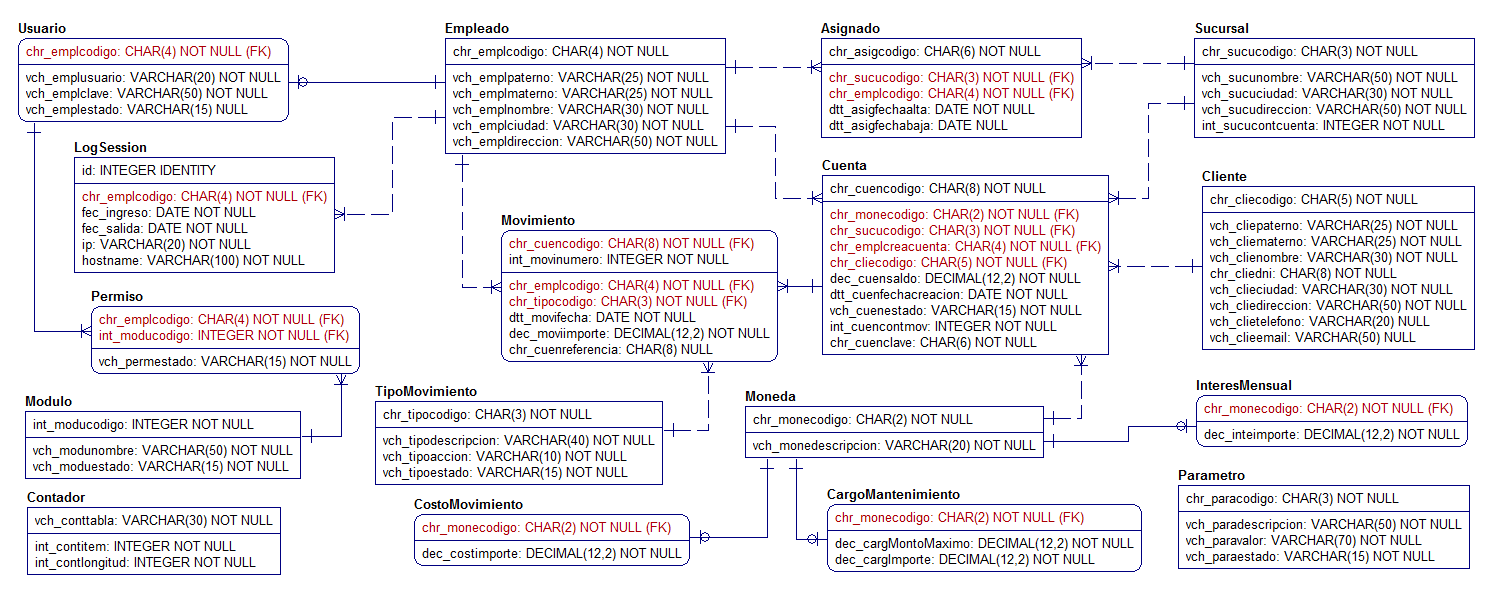 Usuario
chr_emplcodigo: CHAR(4) NOT NULL (FK)
vch_emplusuario: VARCHAR(20) NOT NULL
vch_emplclave: VARCHAR(50) NOT NULL
vch_emplestado: VARCHAR(15) NULL
Empleado
chr_emplcodigo: CHAR(4) NOT NULL
vch_emplpaterno: VARCHAR(25) NOT NULL
vch_emplmaterno: VARCHAR(25) NOT NULL
vch_emplnombre: VARCHAR(30) NOT NULL
vch_emplciudad: VARCHAR(30) NOT NULL
vch_empldireccion: VARCHAR(50) NULL
Asignado
chr_asigcodigo: CHAR(6) NOT NULL
chr_sucucodigo: CHAR(3) NOT NULL (FK)
chr_emplcodigo: CHAR(4) NOT NULL (FK)
dtt_asigfechaalta: DATE NOT NULL
dtt_asigfechabaja: DATE NULL
Sucursal
chr_sucucodigo: CHAR(3) NOT NULL
vch_sucunombre: VARCHAR(50) NOT NULL
vch_sucuciudad: VARCHAR(30) NOT NULL
vch_sucudireccion: VARCHAR(50) NULL
int_sucucontcuenta: INTEGER NOT NULL
LogSession
id: INTEGER IDENTITY
chr_emplcodigo: CHAR(4) NOT NULL (FK)
fec_ingreso: DATE NOT NULL
fec_salida: DATE NOT NULL
ip: VARCHAR(20) NOT NULL
hostname: VARCHAR(100) NOT NULL
Cuenta
chr_cuencodigo: CHAR(8) NOT NULL
chr_monecodigo: CHAR(2) NOT NULL (FK)
chr_sucucodigo: CHAR(3) NOT NULL (FK)
chr_emplcreacuenta: CHAR(4) NOT NULL (FK)
chr_cliecodigo: CHAR(5) NOT NULL (FK)
dec_cuensaldo: DECIMAL(12,2) NOT NULL
dtt_cuenfechacreacion: DATE NOT NULL
vch_cuenestado: VARCHAR(15) NOT NULL
int_cuencontmov: INTEGER NOT NULL
chr_cuenclave: CHAR(6) NOT NULL
Cliente
chr_cliecodigo: CHAR(5) NOT NULL
vch_cliepaterno: VARCHAR(25) NOT NULL
vch_cliematerno: VARCHAR(25) NOT NULL
vch_clienombre: VARCHAR(30) NOT NULL
chr_cliedni: CHAR(8) NOT NULL
vch_clieciudad: VARCHAR(30) NOT NULL
vch_cliedireccion: VARCHAR(50) NOT NULL
vch_clietelefono: VARCHAR(20) NULL
vch_clieemail: VARCHAR(50) NULL
Movimiento
chr_cuencodigo: CHAR(8) NOT NULL (FK)
int_movinumero: INTEGER NOT NULL
chr_emplcodigo: CHAR(4) NOT NULL (FK)
chr_tipocodigo: CHAR(3) NOT NULL (FK)
dtt_movifecha: DATE NOT NULL
dec_moviimporte: DECIMAL(12,2) NOT NULL
chr_cuenreferencia: CHAR(8) NULL
Permiso
chr_emplcodigo: CHAR(4) NOT NULL (FK)
int_moducodigo: INTEGER NOT NULL (FK)
vch_permestado: VARCHAR(15) NOT NULL
Modulo
int_moducodigo: INTEGER NOT NULL
vch_modunombre: VARCHAR(50) NOT NULL
vch_moduestado: VARCHAR(15) NOT NULL
TipoMovimiento
chr_tipocodigo: CHAR(3) NOT NULL
vch_tipodescripcion: VARCHAR(40) NOT NULL
vch_tipoaccion: VARCHAR(10) NOT NULL
vch_tipoestado: VARCHAR(15) NOT NULL
Moneda
chr_monecodigo: CHAR(2) NOT NULL
vch_monedescripcion: VARCHAR(20) NOT NULL
InteresMensual
chr_monecodigo: CHAR(2) NOT NULL (FK)
dec_inteimporte: DECIMAL(12,2) NOT NULL
Contador
vch_conttabla: VARCHAR(30) NOT NULL
int_contitem: INTEGER NOT NULL
int_contlongitud: INTEGER NOT NULL
CostoMovimiento
chr_monecodigo: CHAR(2) NOT NULL (FK)
dec_costimporte: DECIMAL(12,2) NOT NULL
CargoMantenimiento
chr_monecodigo: CHAR(2) NOT NULL (FK)
dec_cargMontoMaximo: DECIMAL(12,2) NOT NULL
dec_cargImporte: DECIMAL(12,2) NOT NULL
Parametro
chr_paracodigo: CHAR(3) NOT NULL
vch_paradescripcion: VARCHAR(50) NOT NULL
vch_paravalor: VARCHAR(70) NOT NULL
vch_paraestado: VARCHAR(15) NOT NULL